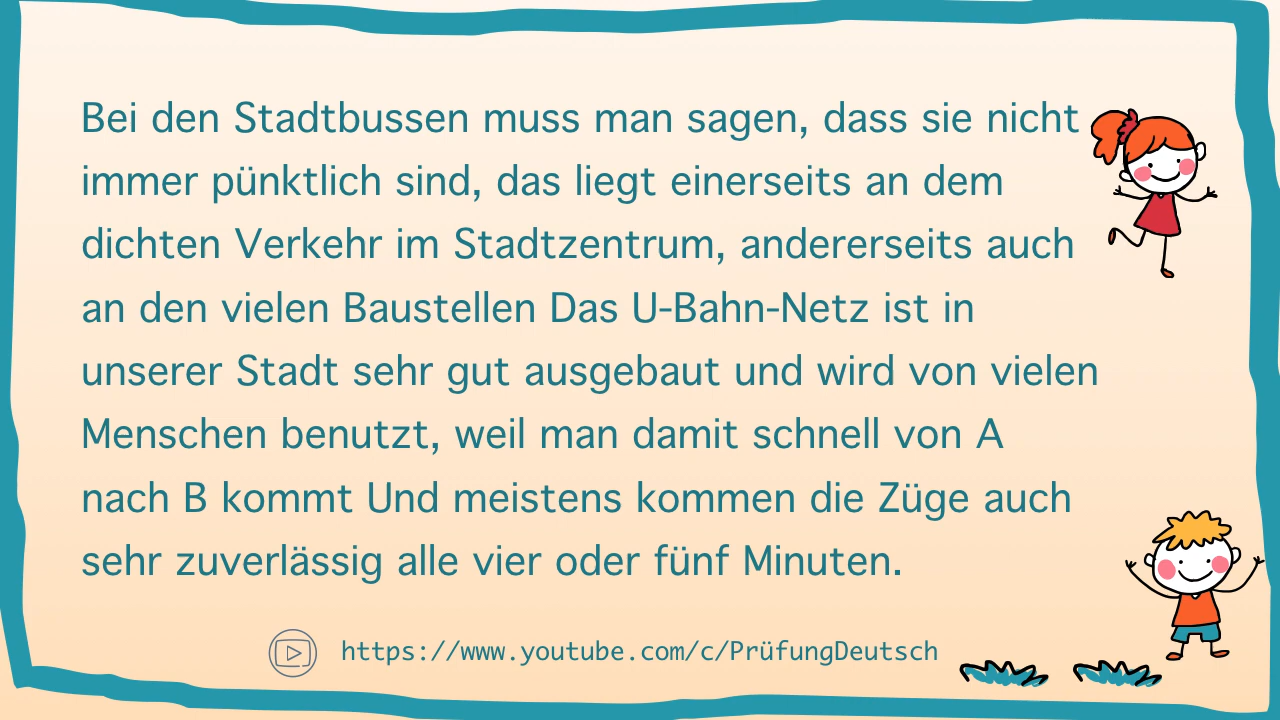 Bei den Stadtbussen muss man sagen, dass sie nicht
immer pünktlich sind, das liegt einerseits an dem
dichten Verkehr im Stadtzentrum, andererseits auch
an den vielen Baustellen Das U-Bahn-Netz ist in
unserer Stadt sehr gut ausgebaut und wird von vielen
Menschen benutzt, weil man damit schnell von A
nach B kommt Und meistens kommen die Züge auch
sehr zuverlässig alle vier oder fünf Minuten.
https://www.youtube.com/c/PrüfungDeutsch